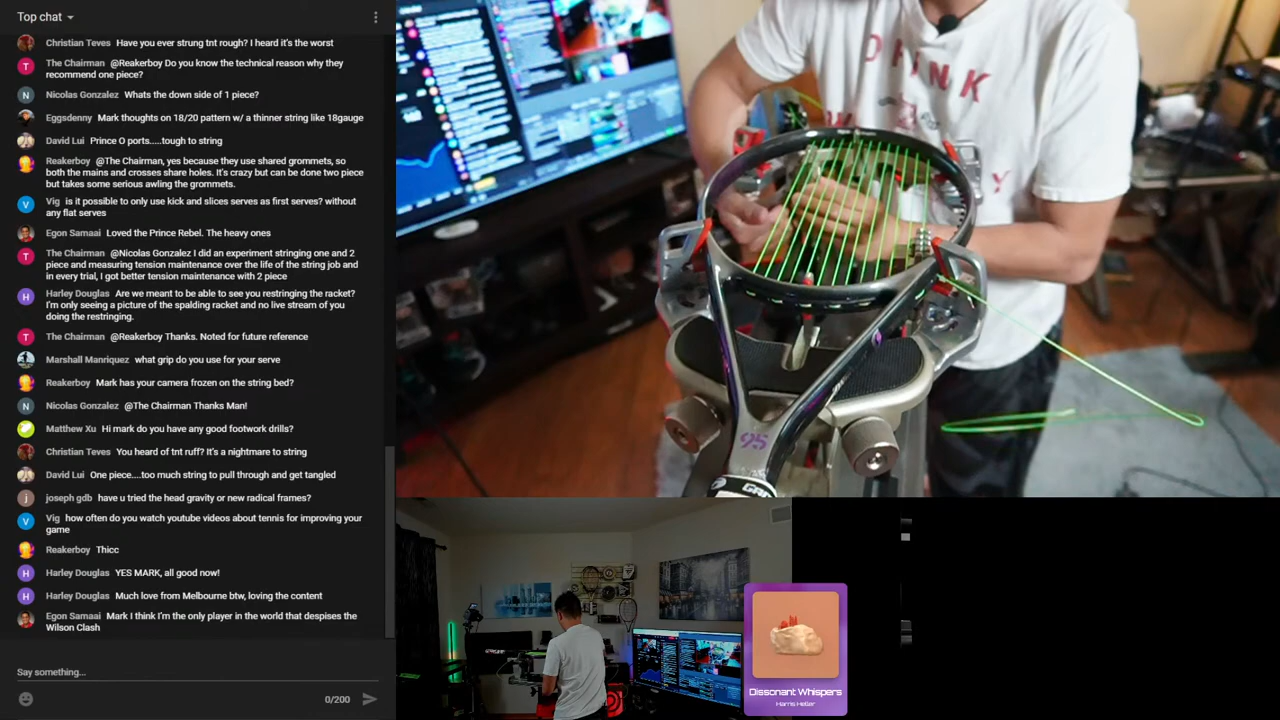 Top chat
Christian Teves Have you ever strung tnt rough? I heard it's the worst
T The Chairman @Reakerboy Do you know the technical reason why they
recommend one piece?
N Nicolas Gonzalez Whats the down side of 1 piece?
Eggsdenny Mark thoughts on 18/20 pattern w/ a thinner string like 18gauge
David Lui Prince O ports.....tough to string
Reakerboy @The Chairman, yes because they use shared grommets, so
both the mains and crosses share holes. It's crazy but can be done two piece
but takes some serious awling the grommets.
V Vig is it possible to only use kick and slices serves as first serves? without
any flat serves
Egon Samaai Loved the Prince Rebel. The heavy ones
T The Chairman @Nicolas Gonzalez I did an experiment stringing one and 2
piece and measuring tension maintenance over the life of the string job and
in every trial, I got better tension maintenance with 2 piece
H Harley Douglas Are we meant to be able to see you restringing the racket?
I'm only seeing a picture of the spalding racket and no live stream of you
doing the restringing.
T The Chairman @Reakerboy Thanks. Noted for future reference
Marshall Manriquez what grip do you use for your serve
Reakerboy Mark has your camera frozen on the string bed?
N Nicolas Gonzalez @The Chairman Thanks Man!
Matthew Xu Hi mark do you have any good footwork drills?
Christian Teves You heard of tnt ruff? It's a nightmare to string
David Lui One piece....too much string to pull through and get tangled
j joseph gdb have u tried the head gravity or new radical frames?
V Vig how often do you watch youtube videos about tennis for improving your
game
Reakerboy Thicc
H Harley Douglas YES MARK, all good now!
H Harley Douglas Much love from Melbourne btw, loving the content
Egon Samaai Mark I think I'm the only player in the world that despises the
Wilson Clash
Say something...
0/200
95
Dissonant Whispers
Harris Heller